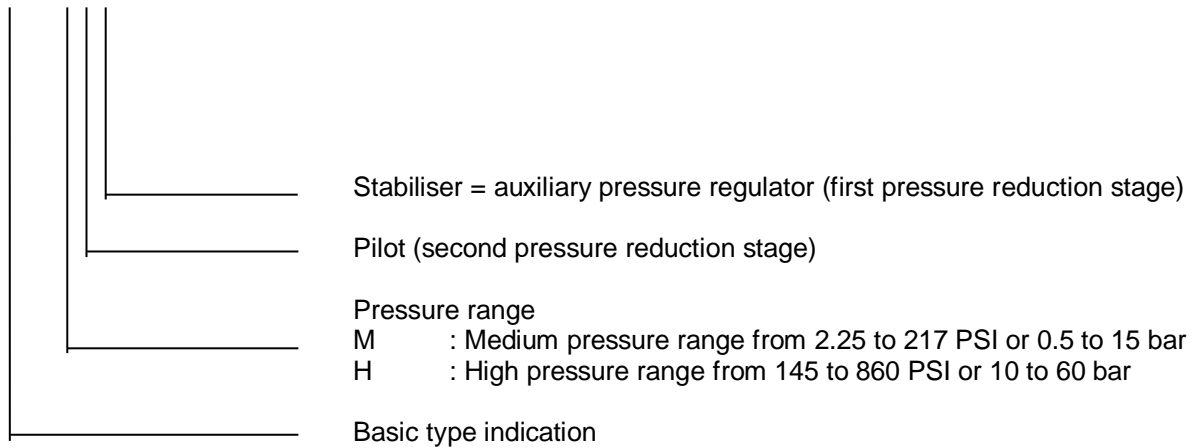 Stabiliser = auxiliary pressure regulator (first pressure reduction stage)
Pilot (second pressure reduction stage)
Pressure range
M : Medium pressure range from 2.25 to 217 PSI or 0.5 to 15 bar
H : High pressure range from 145 to 860 PSI or 10 to 60 bar
Basic type indication